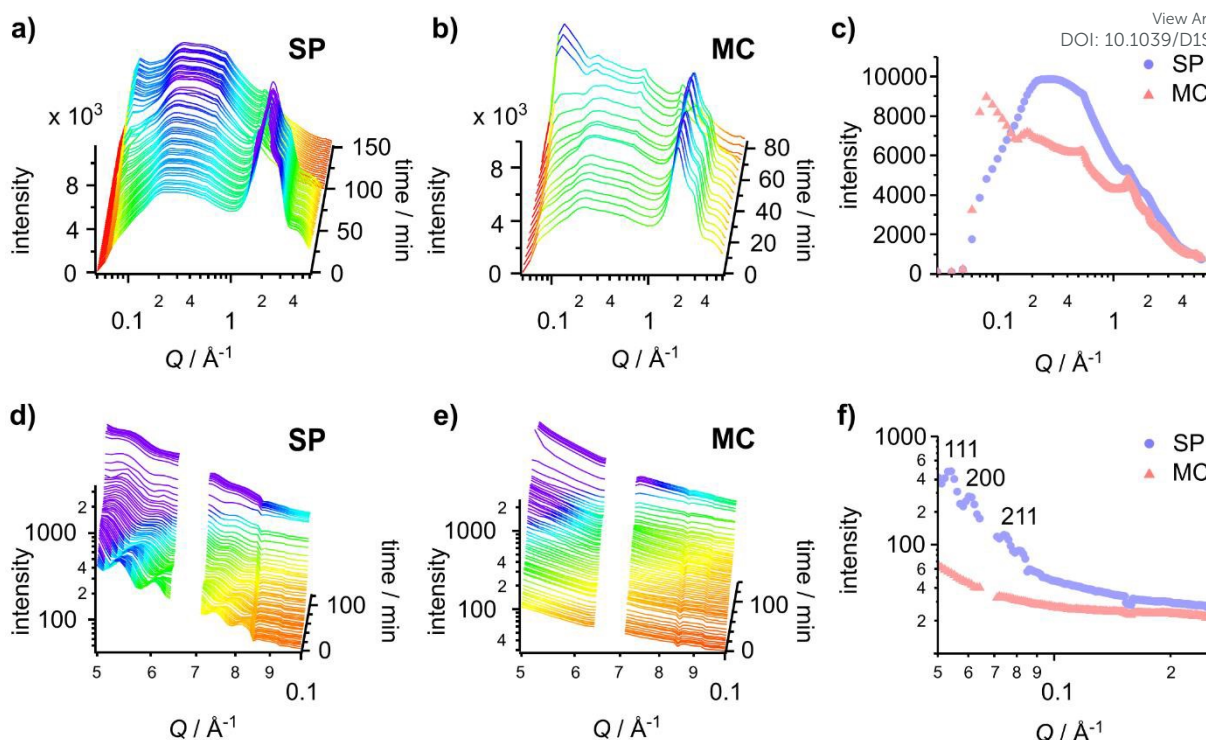 View Ar
DOI: 10.1039/D1S
a)
SP
x 10³
intensity
8
4
0
0.1
2
4
1
2
4
Q / Å⁻¹
150
100
50
0
time / min
b)
MC
x 10³
intensity
8
4
0
0.1
2
4
1
2
4
Q / Å⁻¹
80
60
40
20
0
time / min
c)
SP
MC
intensity
10000
8000
6000
4000
2000
0
0.1
2
4
1
2
4
Q / Å⁻¹
d)
SP
intensity
2
1000
4
2
100
5
6
7
8
9
0.1
Q / Å⁻¹
100
0
time / min
e)
MC
intensity
2
1000
4
2
100
4
5
6
7
8
9
0.1
Q / Å⁻¹
100
0
time / min
f)
SP
MC
111
200
211
intensity
1000
6
4
2
100
6
4
2
5
6
7
8
9
0.1
2
Q / Å⁻¹